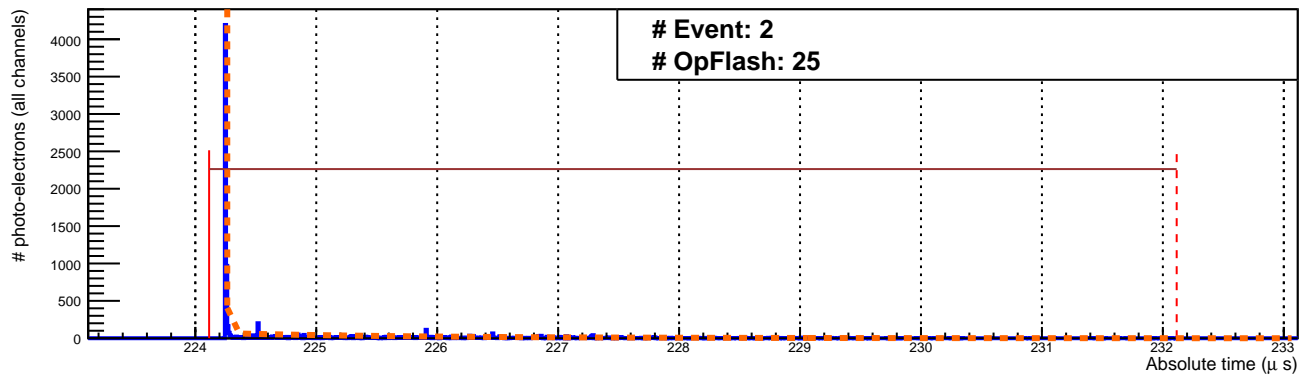 # Event: 2
# OpFlash: 25
# photo-electrons (all channels)
4000
3500
3000
2500
2000
1500
1000
500
0
224 225 226 227 228 229 230 231 232 233
Absolute time (μ s)